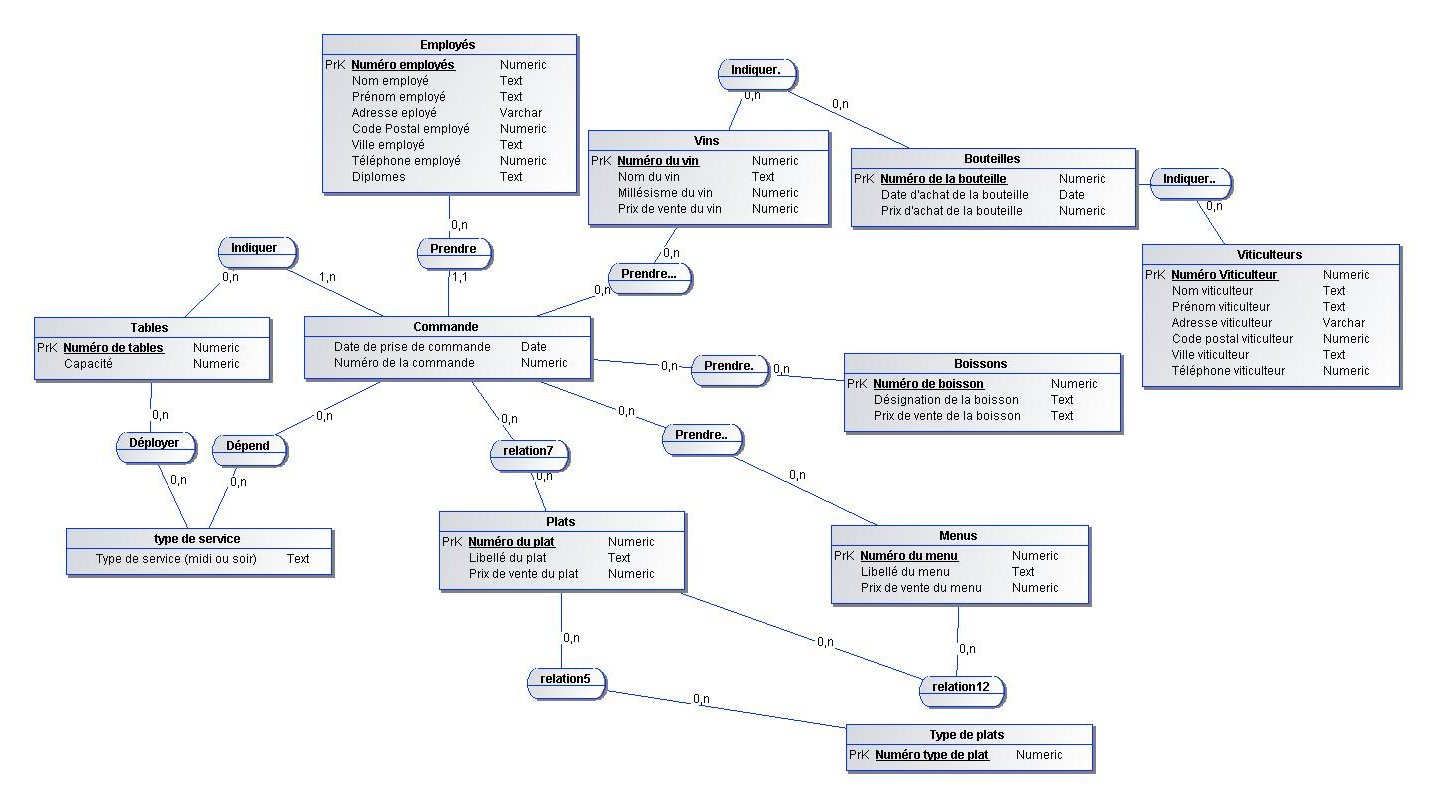 Employés
PrK Numéro employés Numeric
Nom employé Text
Prénom employé Text
Adresse eployé Varchar
Code Postal employé Numeric
Ville employé Text
Téléphone employé Numeric
Diplomes Text
Indiquer.
0,n
0,n
Vins
PrK Numéro du vin Numeric
Nom du vin Text
Millésisme du vin Numeric
Prix de vente du vin Numeric
Bouteilles
PrK Numéro de la bouteille Numeric
Date d'achat de la bouteille Date
Prix d'achat de la bouteille Numeric
Indiquer..
0,n
Viticulteurs
PrK Numéro Viticulteur Numeric
Nom viticulteur Text
Prénom viticulteur Text
Adresse viticulteur Varchar
Code postal viticulteur Numeric
Ville viticulteur Text
Téléphone viticulteur Numeric
Indiquer
0,n
1,n
0,n
Prendre
1,1
0,n
Prendre...
0,n
Tables
PrK Numéro de tables Numeric
Capacité Numeric
Commande
Date de prise de commande Date
Numéro de la commande Numeric
0,n
Prendre.
0,n
Boissons
PrK Numéro de boisson Numeric
Désignation de la boisson Text
Prix de vente de la boisson Text
0,n
Déployer
0,n
0,n
Dépend
0,n
0,n
relation7
0,n
0,n
Prendre..
0,n
type de service
Type de service (midi ou soir) Text
Plats
PrK Numéro du plat Numeric
Libellé du plat Text
Prix de vente du plat Numeric
Menus
PrK Numéro du menu Numeric
Libellé du menu Text
Prix de vente du menu Numeric
0,n
0,n
0,n
relation5
0,n
relation12
Type de plats
PrK Numéro type de plat Numeric